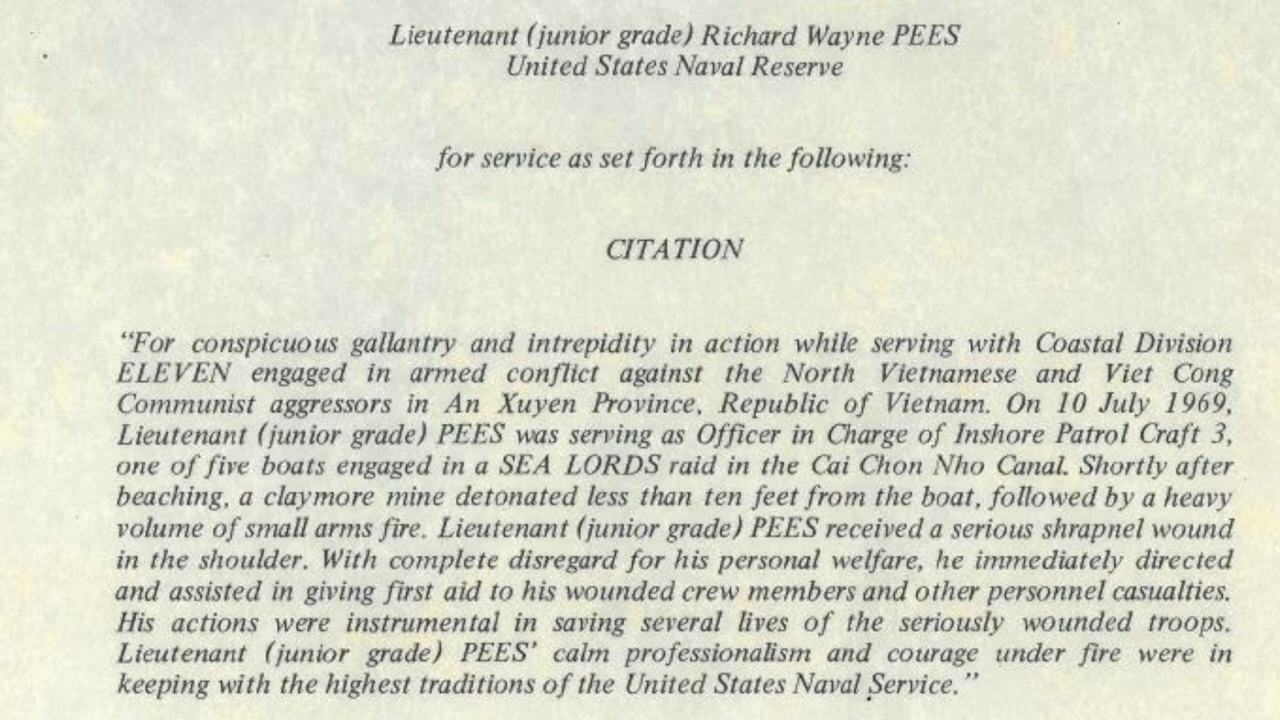 Lieutenant (junior grade) Richard Wayne PEES
United States Naval Reserve
for service as set forth in the following:
CITATION
“For conspicuous gallantry and intrepidity in action while serving with Coastal Division
ELEVEN engaged in armed conflict against the North Vietnamese and Viet Cong
Communist aggressors in An Xuyen Province, Republic of Vietnam. On 10 July 1969,
Lieutenant (junior grade) PEES was serving as Officer in Charge of Inshore Patrol Craft 3,
one of five boats engaged in a SEA LORDS raid in the Cai Chon Nho Canal. Shortly after
beaching, a claymore mine detonated less than ten feet from the boat, followed by a heavy
volume of small arms fire. Lieutenant (junior grade) PEES received a serious shrapnel wound
in the shoulder. With complete disregard for his personal welfare, he immediately directed
and assisted in giving first aid to his wounded crew members and other personnel casualties.
His actions were instrumental in saving several lives of the seriously wounded troops.
Lieutenant (junior grade) PEES’ calm professionalism and courage under fire were in
keeping with the highest traditions of the United States Naval Service.”